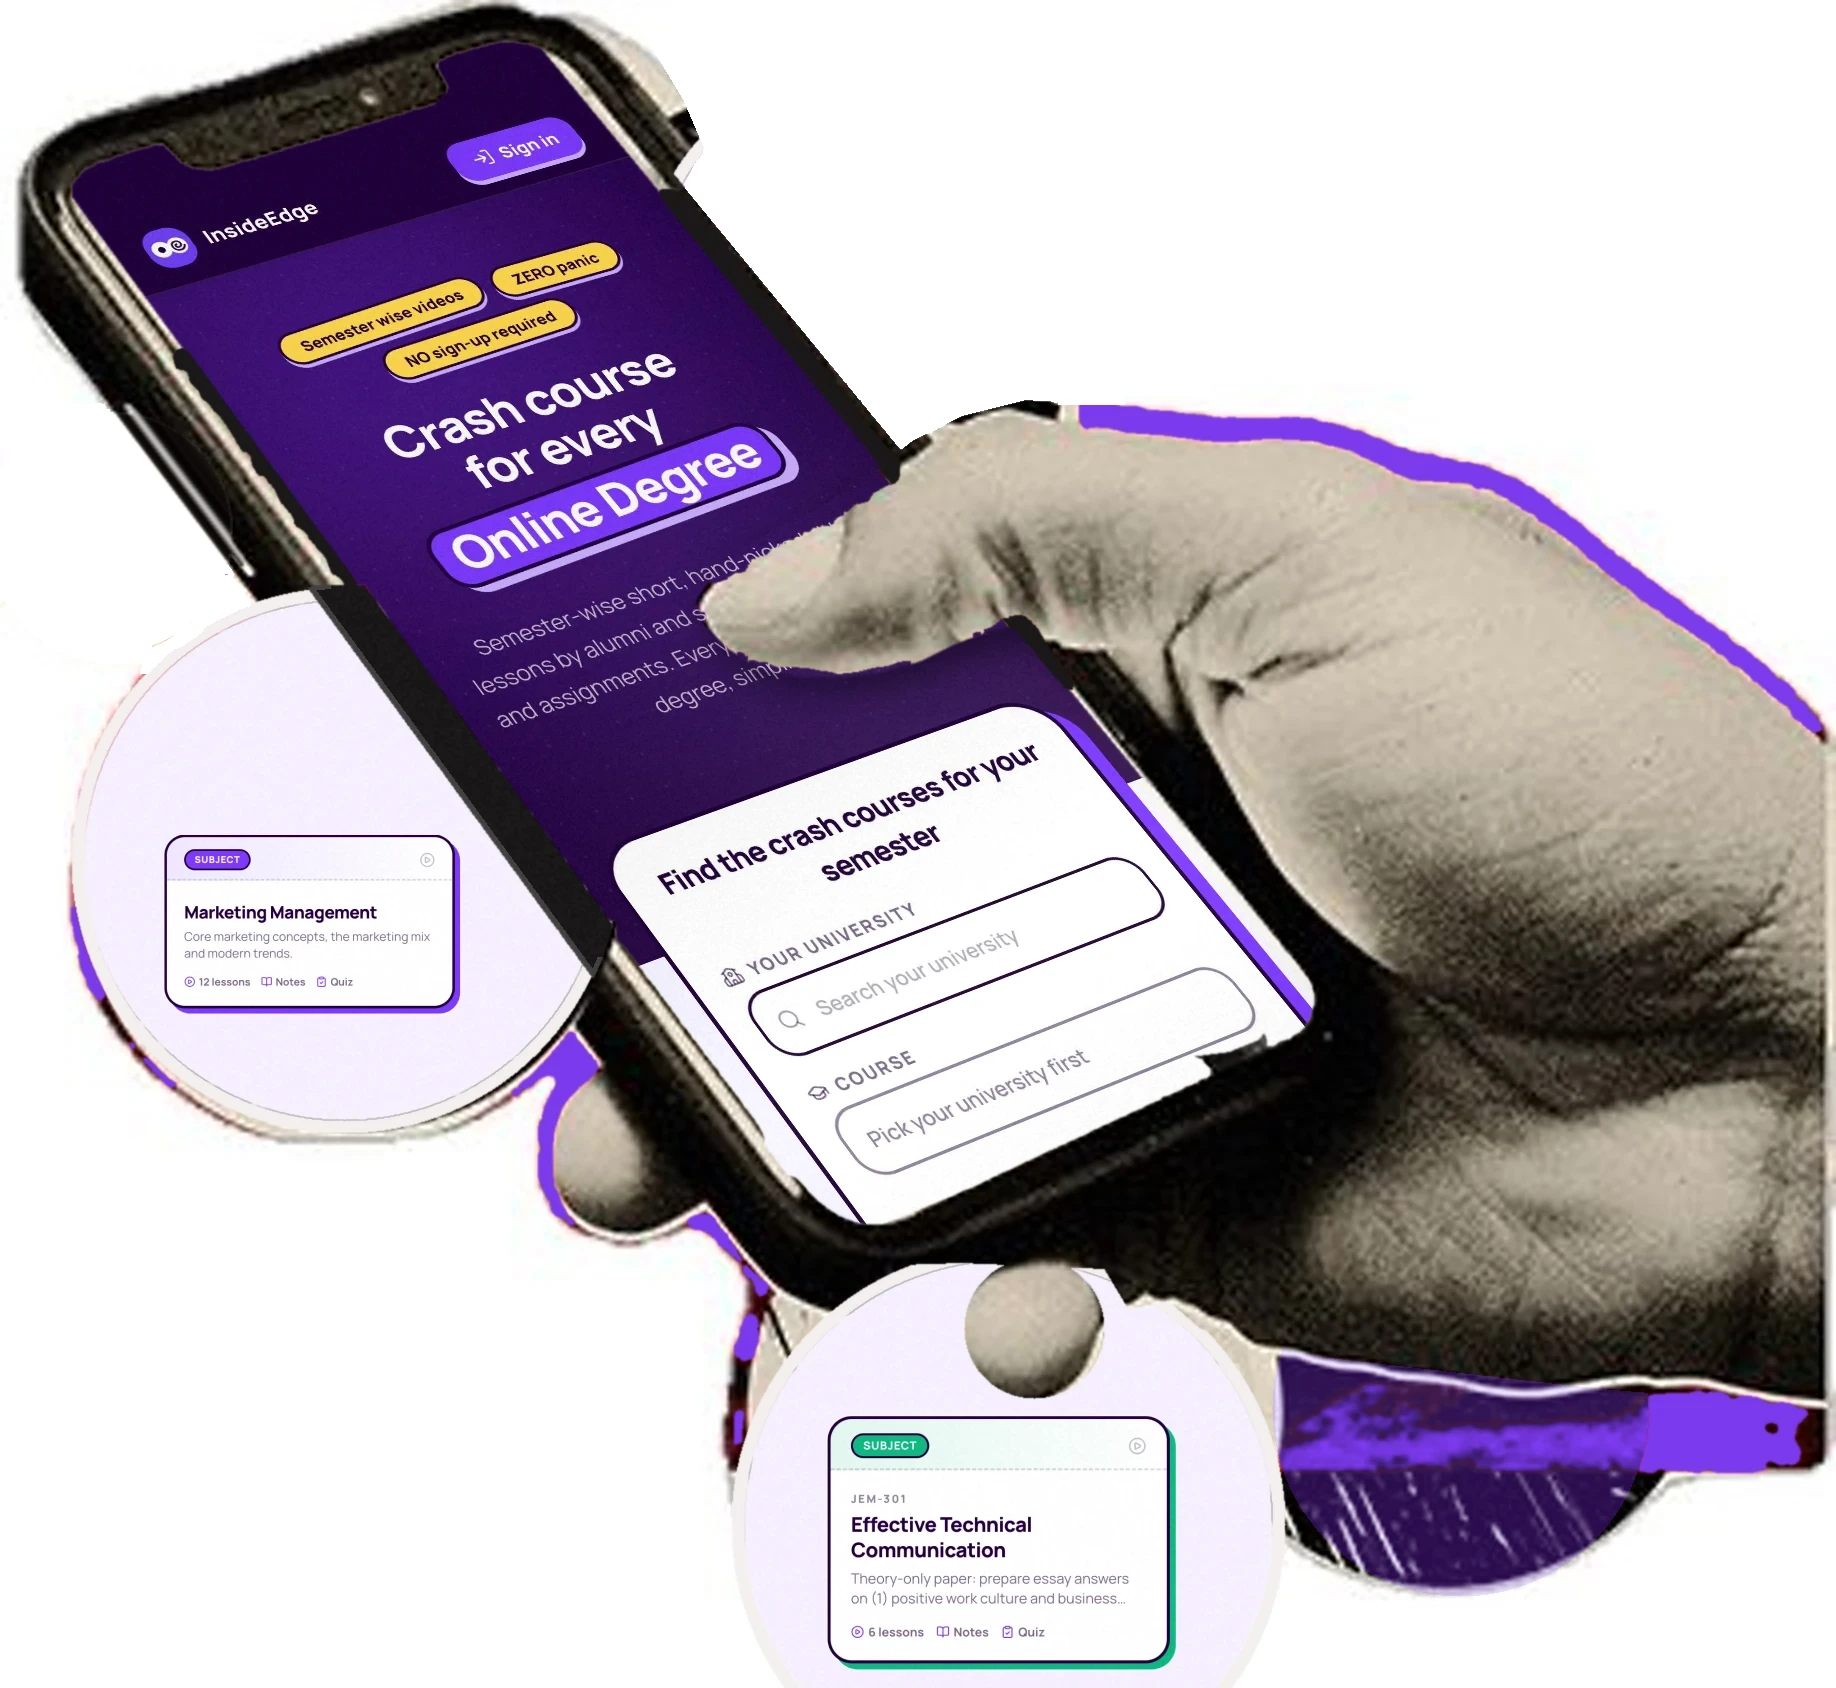 Sign in
InsideEdge
Semester wise videos
ZERO panic
NO sign-up required
Crash course
for every
Online Degree
Semester-wise short, hand-pick
lessons by alumni and s
and assignments. Every
degree, simp
Find the crash courses for your
semester
YOUR UNIVERSITY
Search your university
COURSE
Pick your university first
SUBJECT
Marketing Management
Core marketing concepts, the marketing mix
and modern trends.
12 lessons Notes Quiz
SUBJECT
JEM-301
Effective Technical
Communication
Theory-only paper: prepare essay answers
on (1) positive work culture and business...
6 lessons Notes Quiz